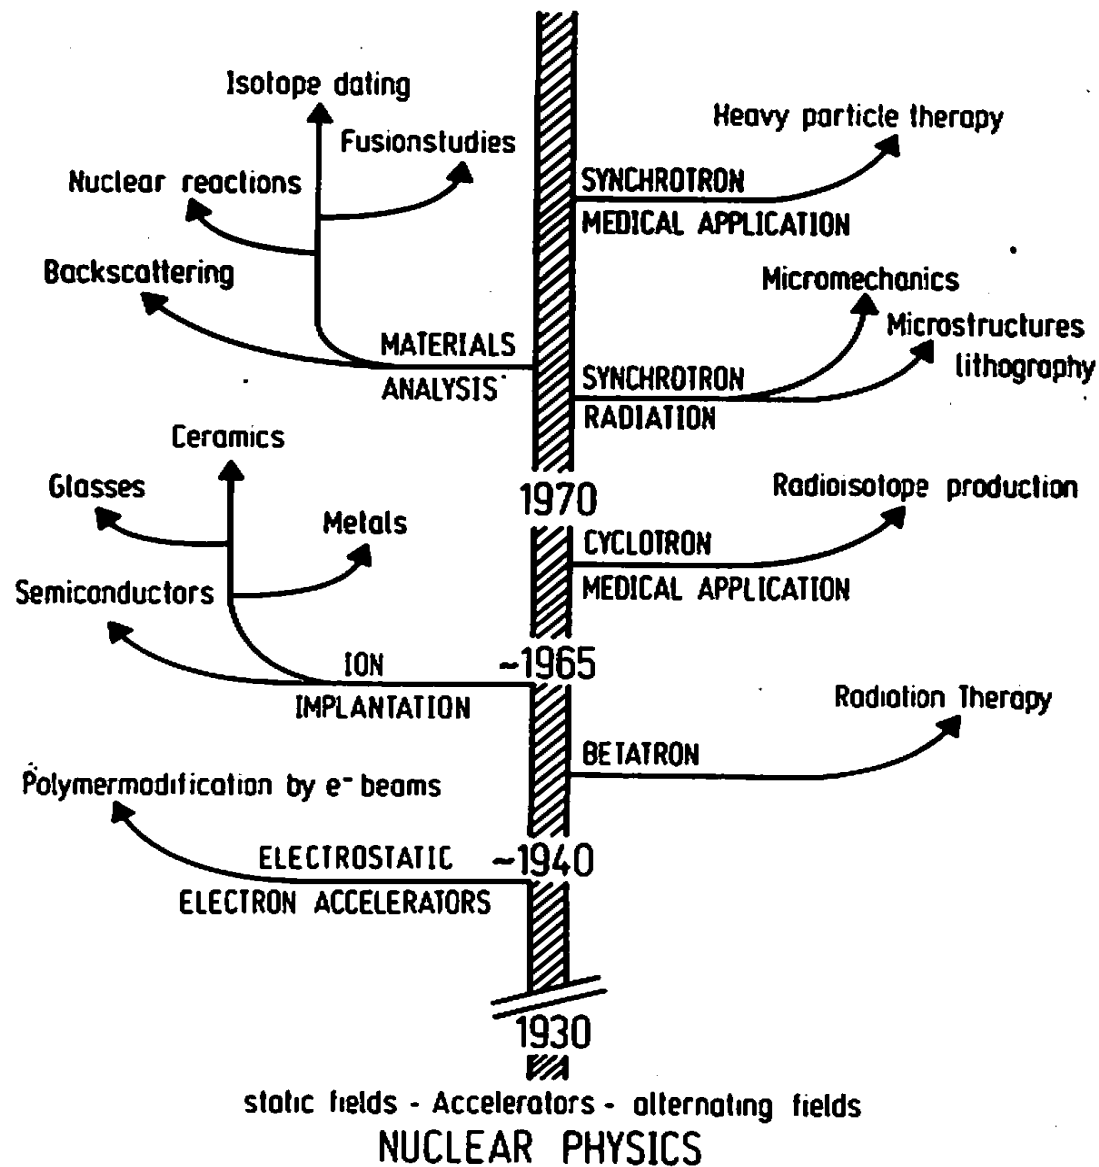 Isotope dating
Fusionstudies
Nuclear reactions
Backscattering
MATERIALS
ANALYSIS
Heavy particle therapy
SYNCHROTRON
MEDICAL APPLICATION
Micromechanics
Microstructures
lithography
SYNCHROTRON
RADIATION
Ceramics
Glasses
Metals
Semiconductors
1970
Radioisotope production
CYCLOTRON
MEDICAL APPLICATION
ION
IMPLANTATION
~1965
Radiation Therapy
BETATRON
Polymermodification by e⁻ beams
ELECTROSTATIC
ELECTRON ACCELERATORS
~1940
1930
static fields - Accelerators - alternating fields
NUCLEAR PHYSICS